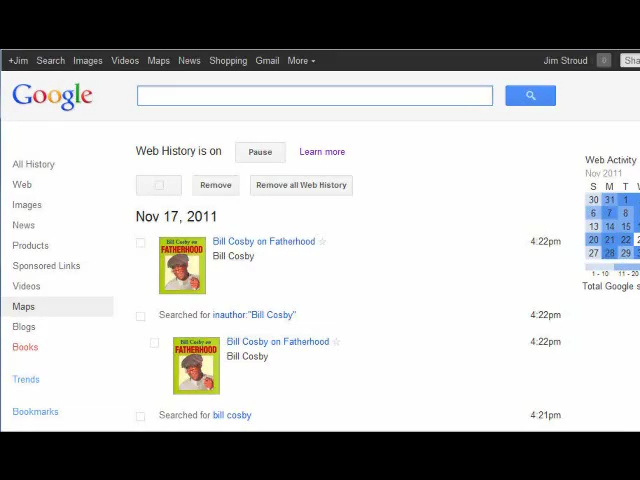 +Jim Search Images Videos Maps News Shopping Gmail More Jim Stroud 0 Sha
Google
Web History is on Pause Learn more
Remove Remove all Web History
All History
Web
Images
News
Products
Sponsored Links
Videos
Maps
Blogs
Books
Trends
Bookmarks
Nov 17, 2011
Bill Cosby on Fatherhood 4:22pm
Bill Cosby
Bill Cosby on
FATHERHOOD
Searched for inauthor:"Bill Cosby" 4:22pm
Bill Cosby on Fatherhood 4:22pm
Bill Cosby
Bill Cosby on
FATHERHOOD
Searched for bill cosby 4:21pm
Web Activity
Nov 2011
S M T
30 31 1
6 7 8
13 14 15
20 21 22 2
27 28 29
1 - 10 11 - 20
Total Google s